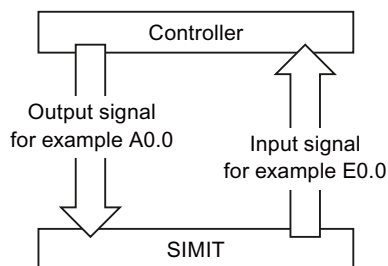 Controller
Output signal
for example A0.0
Input signal
for example E0.0
SIMIT